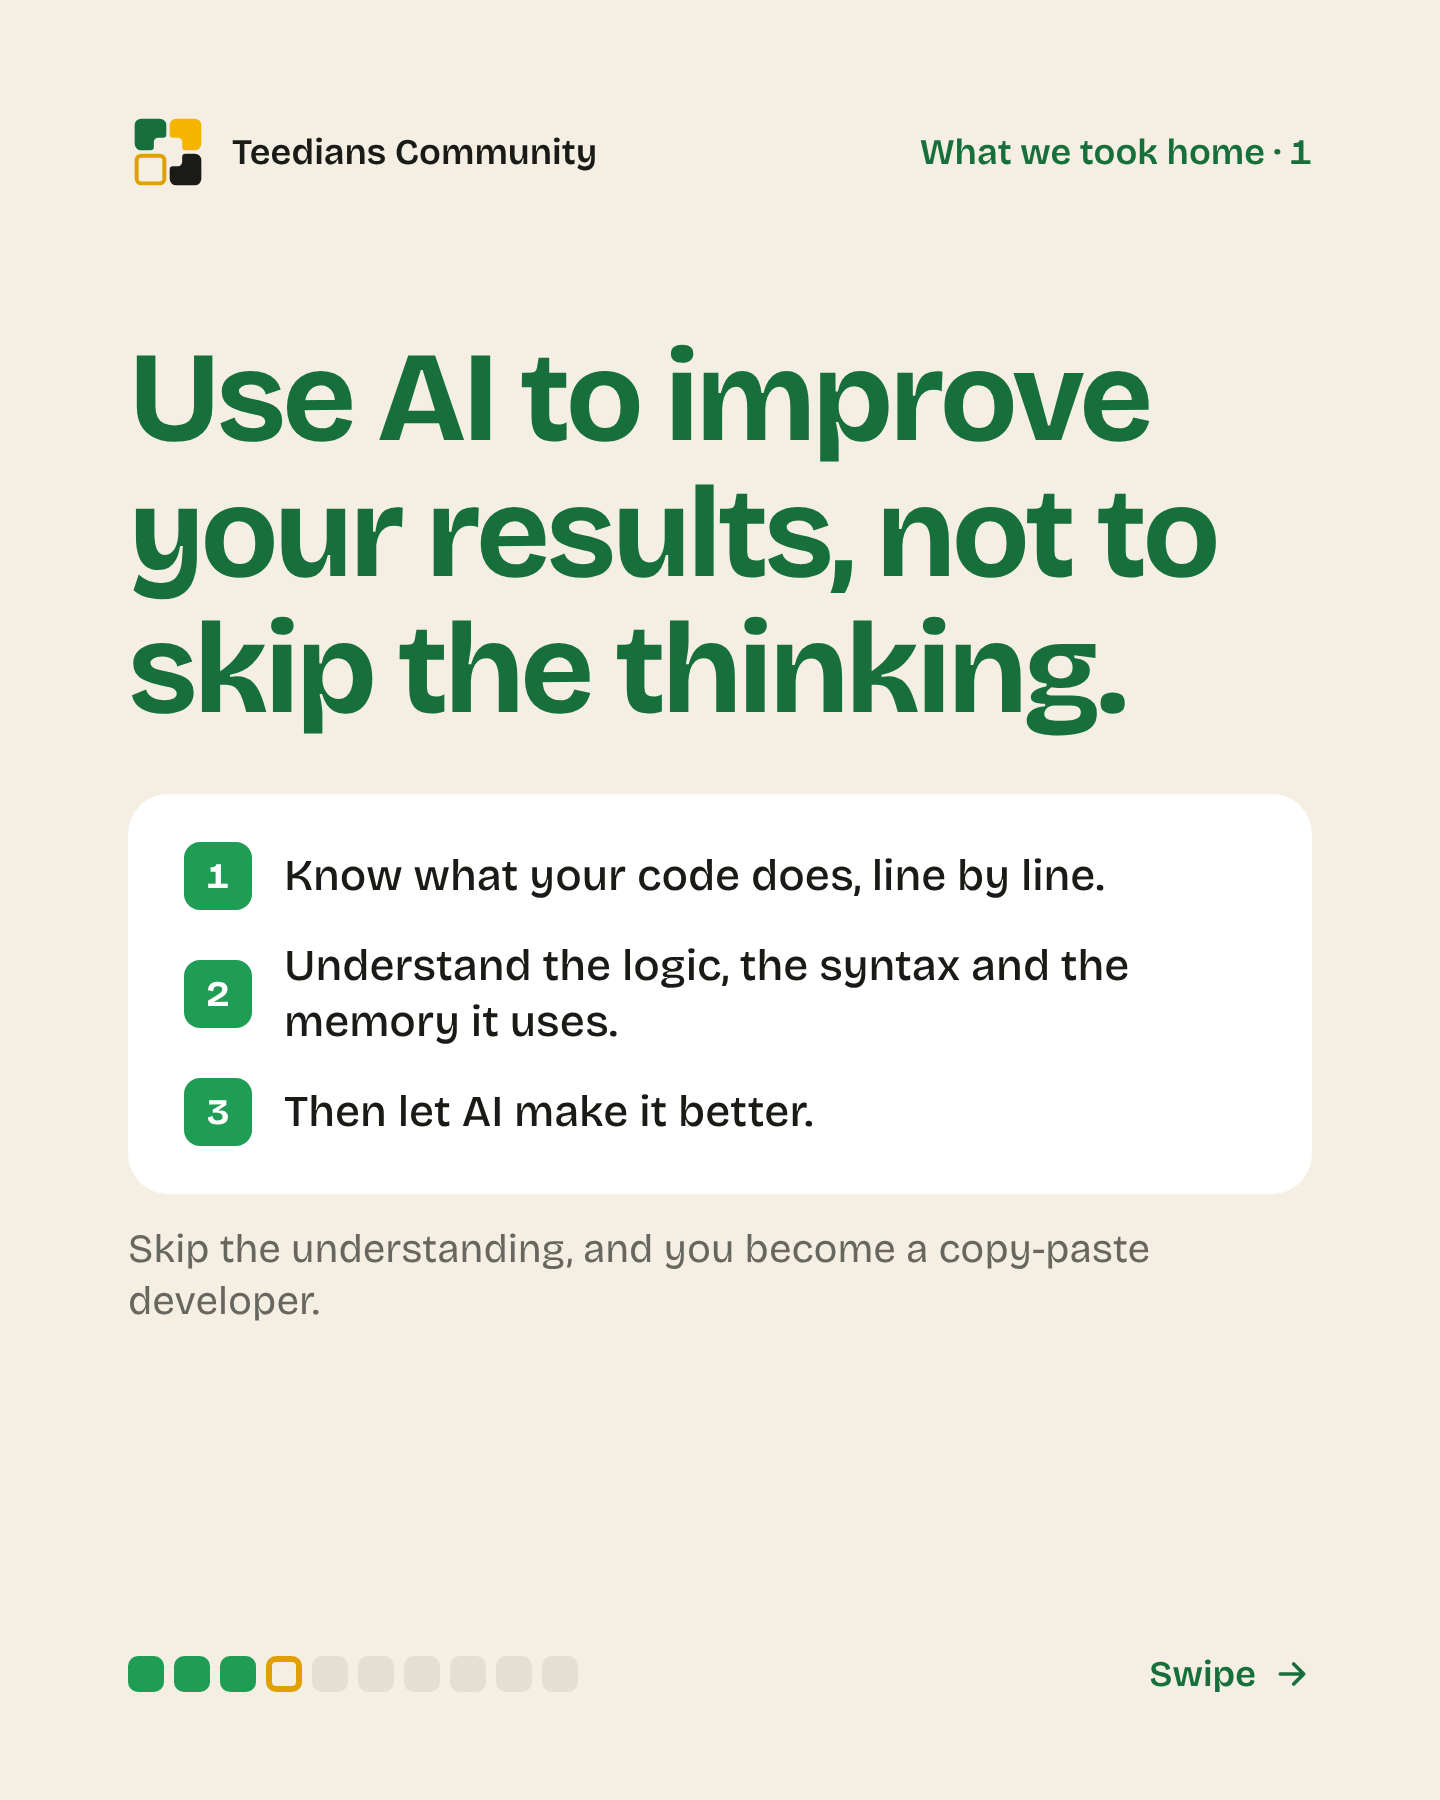 Teedians Community
What we took home · 1
Use AI to improve
your results, not to
skip the thinking.
1 Know what your code does, line by line.
2 Understand the logic, the syntax and the
memory it uses.
3 Then let AI make it better.
Skip the understanding, and you become a copy-paste
developer.
Swipe →